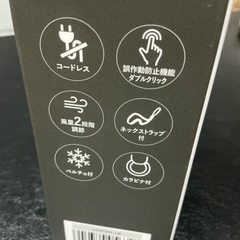 コードレス
誤作動防止機能
ダブルクリック
風量2段階
調節
ネックストラップ
付
ペルチェ付
カラビナ付